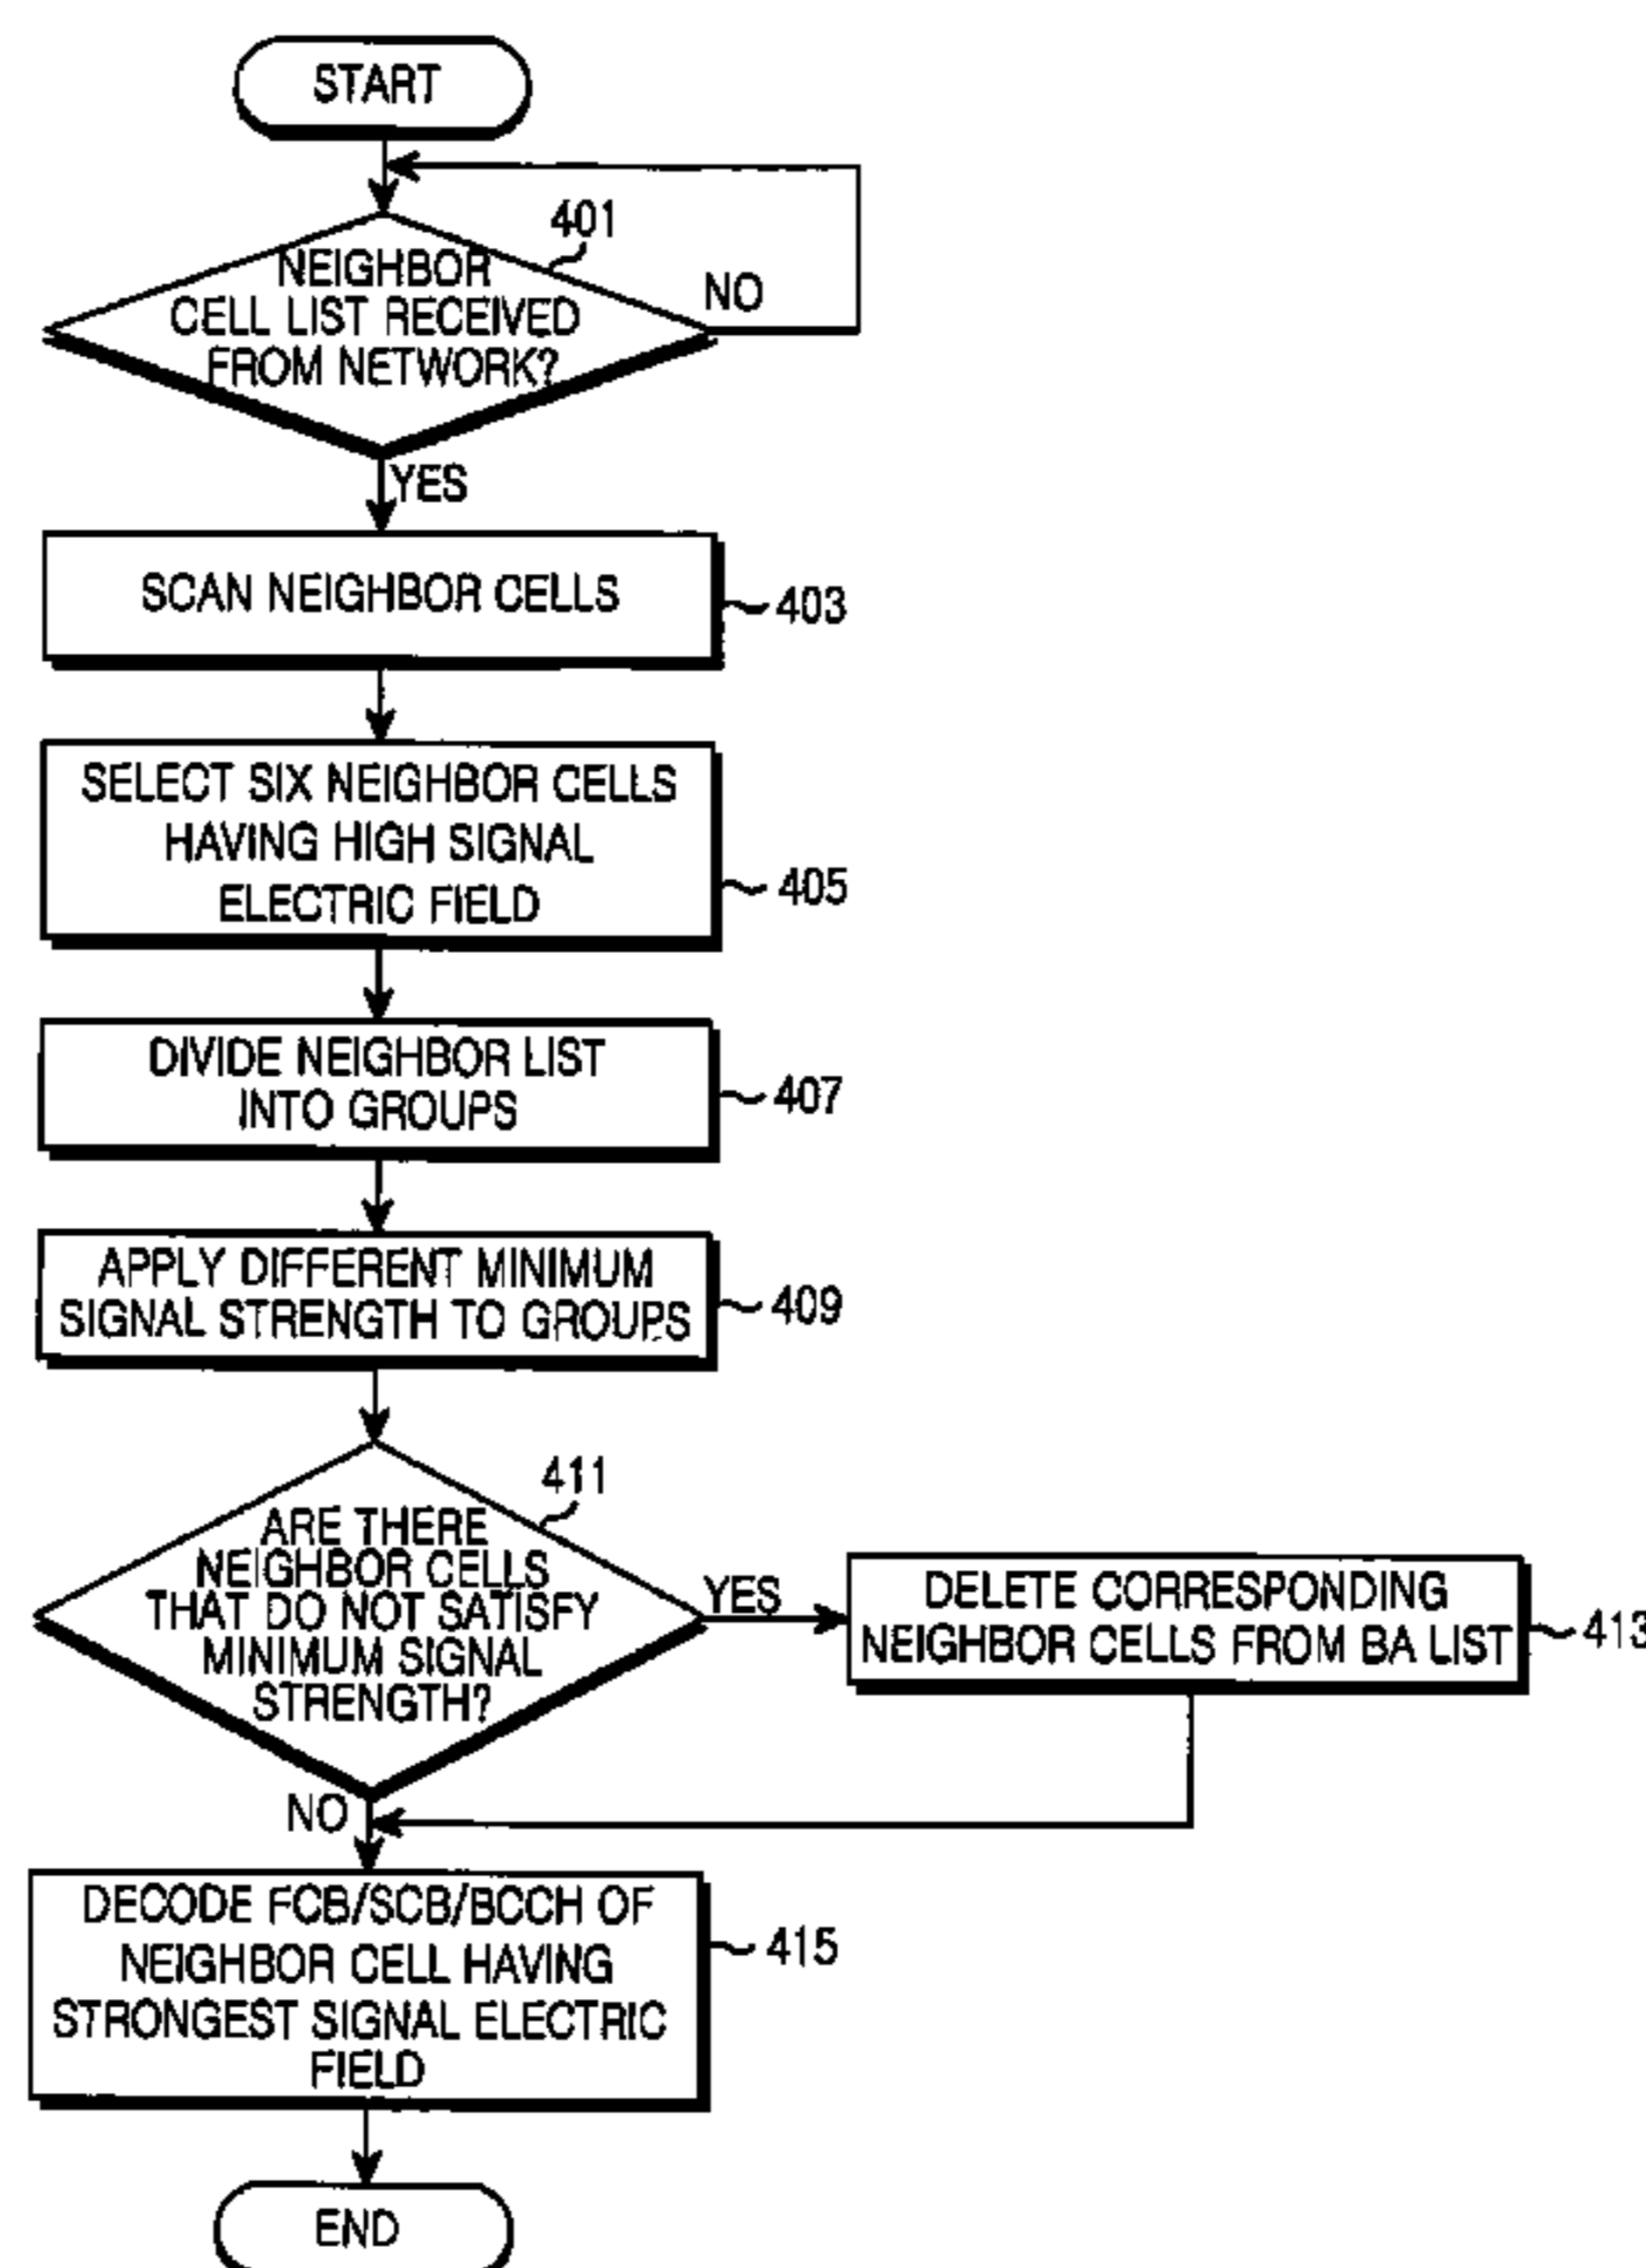 START
401
NEIGHBOR
CELL LIST RECEIVED
FROM NETWORK?
NO
YES
SCAN NEIGHBOR CELLS
403
SELECT SIX NEIGHBOR CELLS
HAVING HIGH SIGNAL
ELECTRIC FIELD
405
DIVIDE NEIGHBOR LIST
INTO GROUPS
407
APPLY DIFFERENT MINIMUM
SIGNAL STRENGTH TO GROUPS
409
411
ARE THERE
NEIGHBOR CELLS
THAT DO NOT SATISFY
MINIMUM SIGNAL
STRENGTH?
YES
DELETE CORRESPONDING
NEIGHBOR CELLS FROM BA LIST
413
NO
DECODE FCB/SCB/BCCH OF
NEIGHBOR CELL HAVING
STRONGEST SIGNAL ELECTRIC
FIELD
415
END